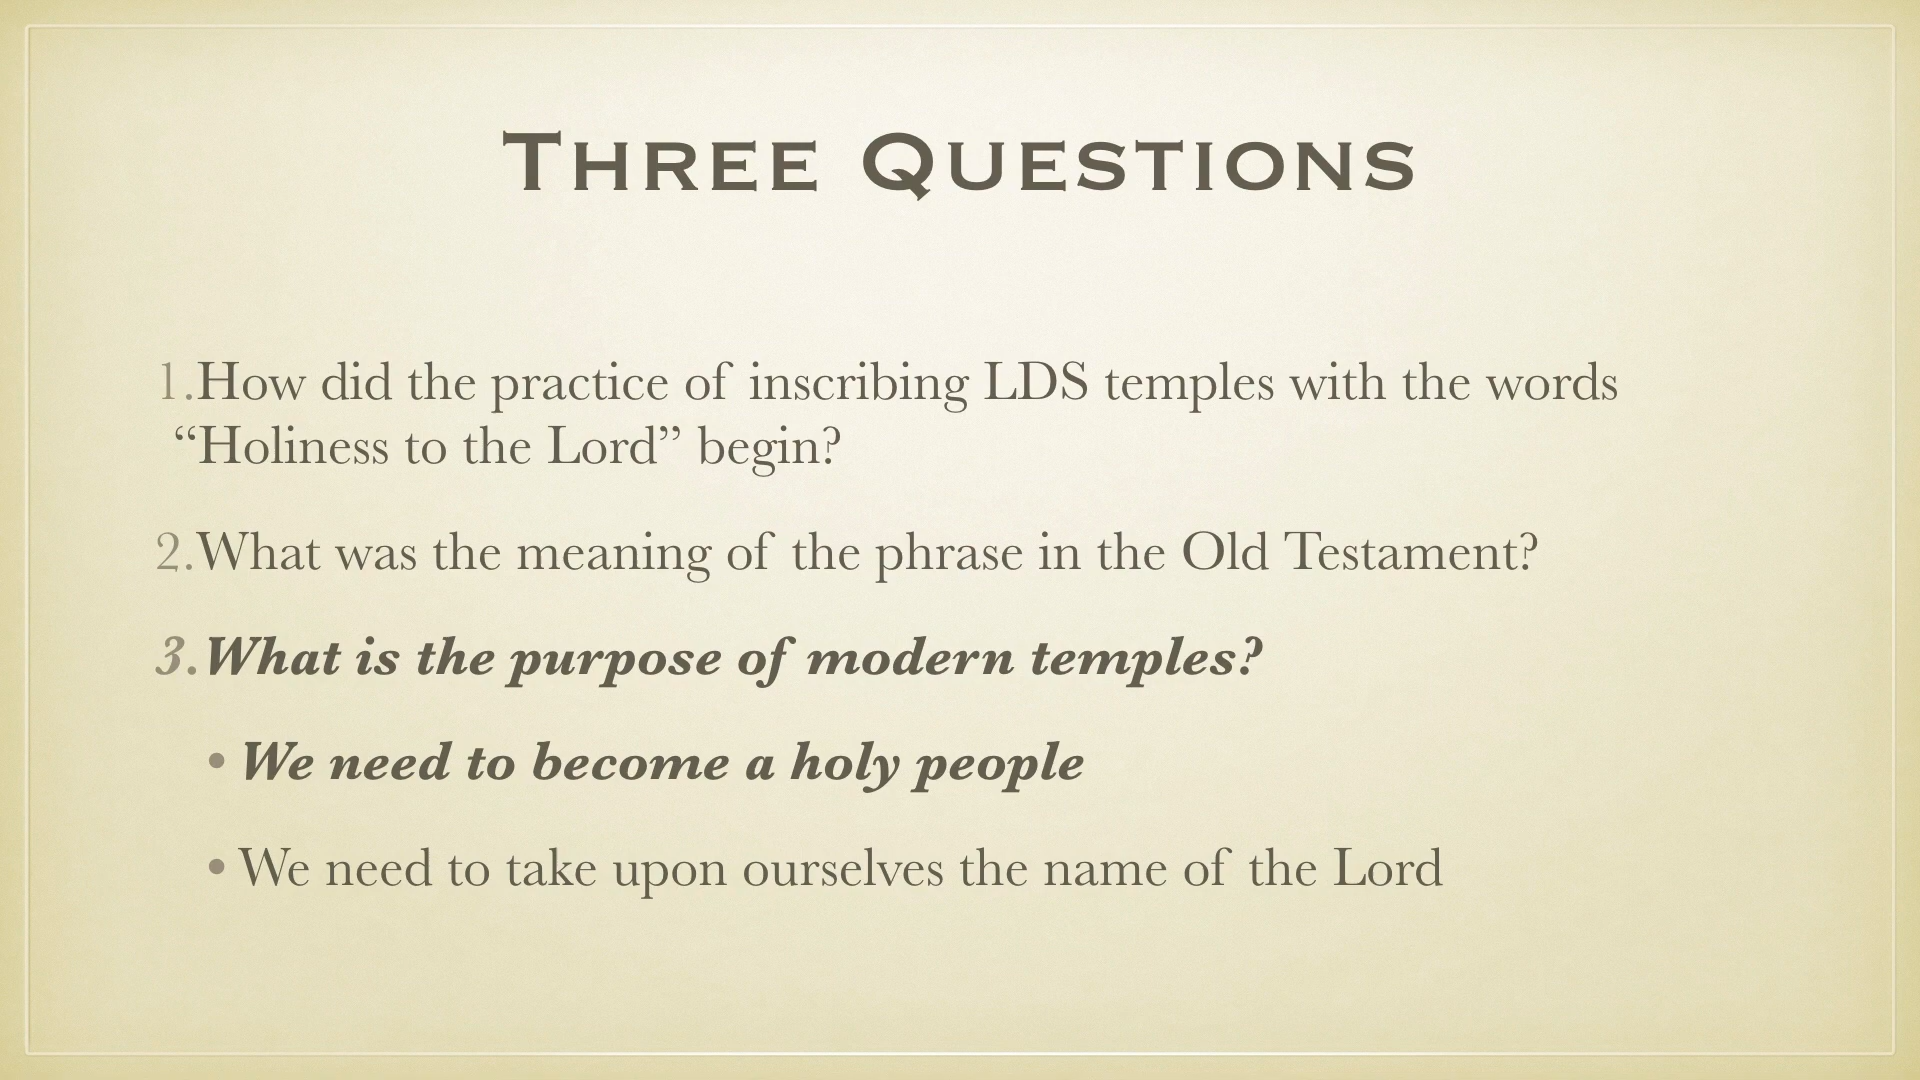 Three Questions
1.How did the practice of inscribing LDS temples with the words
“Holiness to the Lord” begin?
2.What was the meaning of the phrase in the Old Testament?
3.What is the purpose of modern temples?
• We need to become a holy people
• We need to take upon ourselves the name of the Lord